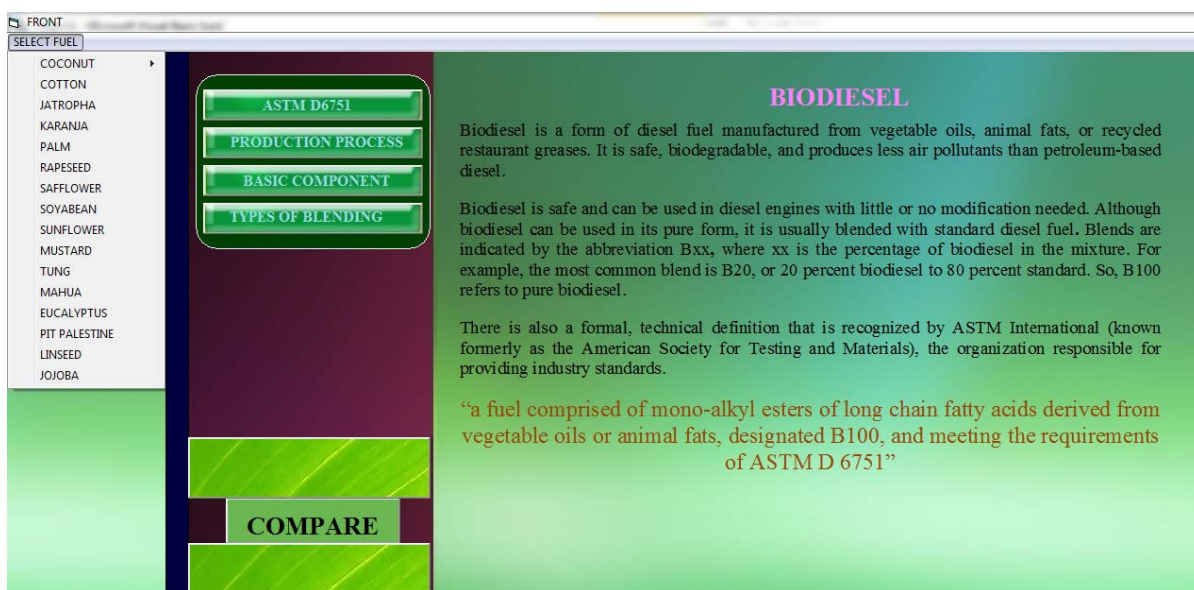 FRONT
SELECT FUEL
COCONUT
COTTON
JATROPHA
KARANJA
PALM
RAPESEED
SAFFLOWER
SOYABEAN
SUNFLOWER
MUSTARD
TUNG
MAHUA
EUCALYPTUS
PIT PALESTINE
LINSEED
JOJOBA
ASTM D6751
PRODUCTION PROCESS
BASIC COMPONENT
TYPES OF BLENDING
COMPARE
BIODIESEL
Biodiesel is a form of diesel fuel manufactured from vegetable oils, animal fats, or recycled
restaurant greases. It is safe, biodegradable, and produces less air pollutants than petroleum-based
diesel.
Biodiesel is safe and can be used in diesel engines with little or no modification needed. Although
biodiesel can be used in its pure form, it is usually blended with standard diesel fuel. Blends are
indicated by the abbreviation Bxx, where xx is the percentage of biodiesel in the mixture. For
example, the most common blend is B20, or 20 percent biodiesel to 80 percent standard. So, B100
refers to pure biodiesel.
There is also a formal, technical definition that is recognized by ASTM International (known
formerly as the American Society for Testing and Materials), the organization responsible for
providing industry standards.
“a fuel comprised of mono-alkyl esters of long chain fatty acids derived from
vegetable oils or animal fats, designated B100, and meeting the requirements
of ASTM D 6751”